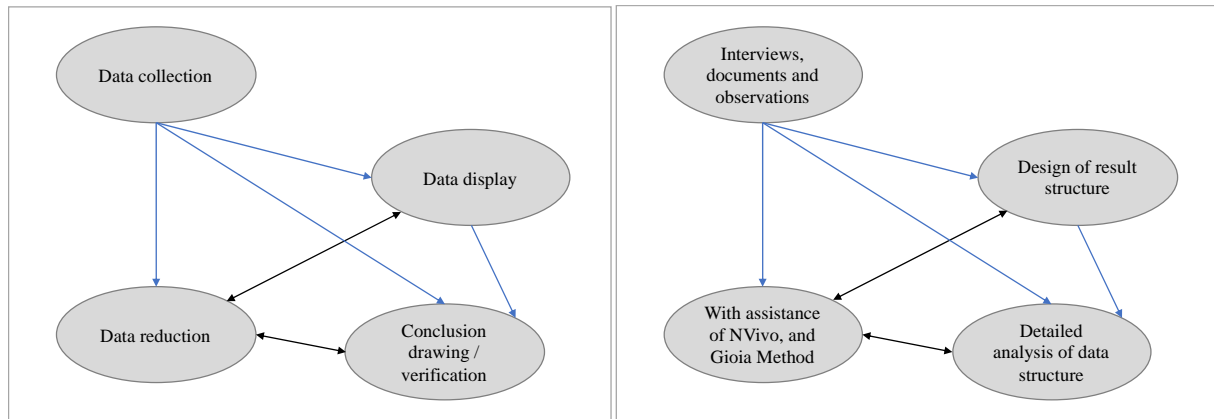 Data collection
Data display
Data reduction
Conclusion
drawing /
verification
Interviews,
documents and
observations
Design of result
structure
With assistance
of NVivo, and
Gioia Method
Detailed
analysis of data
structure